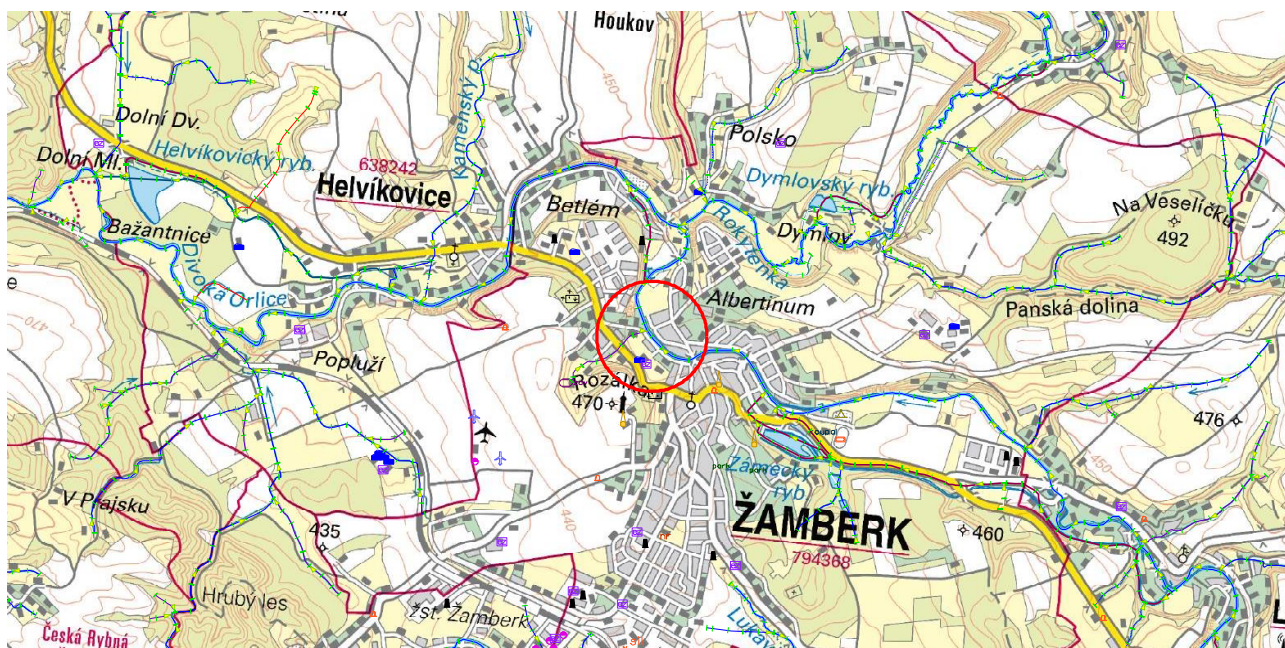 Houkov
450
Dolní Dv.
Kamenský p.
Polsko
Dolní Ml.
Helvíkovický ryb.
638242
Helvíkovice
Dymlovský ryb.
Betlém
Na Veselíčku
492
Bažantnice
Rokytenka
Dymlov
Divoká Orlice
Albertinum
Panská dolina
e
470
Popluží
Rozálka
470
476
450
V Prajsku
Zámecký
ryb.
435
440
ŽAMBERK
460
794368
Hrubý les
žst. Žamberk
Česká Rybná
L